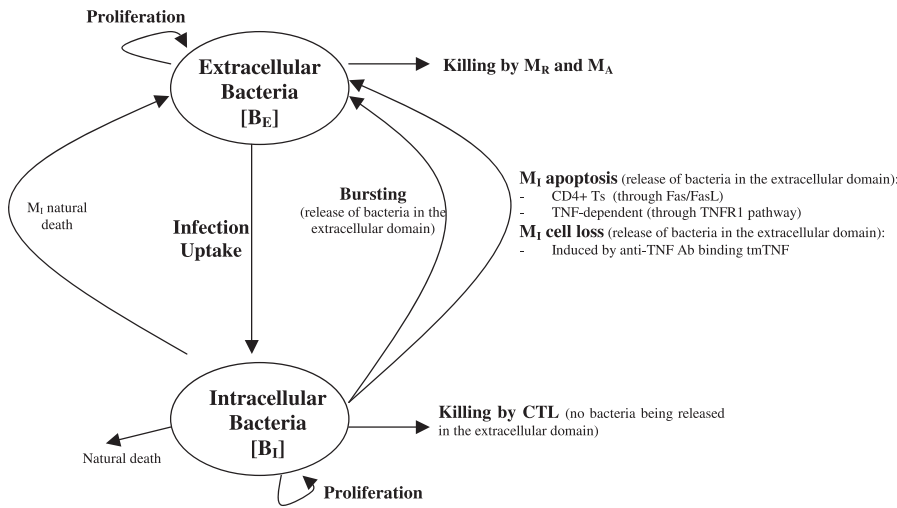 Proliferation
Extracellular
Bacteria
[B_E]
Killing by M_R and M_A
M_I natural
death
Infection
Uptake
Bursting
(release of bacteria in the
extracellular domain)
M_I apoptosis (release of bacteria in the extracellular domain):
- CD4+ Ts (through Fas/FasL)
- TNF-dependent (through TNFR1 pathway)
M_I cell loss (release of bacteria in the extracellular domain):
- Induced by anti-TNF Ab binding tmTNF
Intracellular
Bacteria
[B_I]
Killing by CTL (no bacteria being released
in the extracellular domain)
Natural death
Proliferation